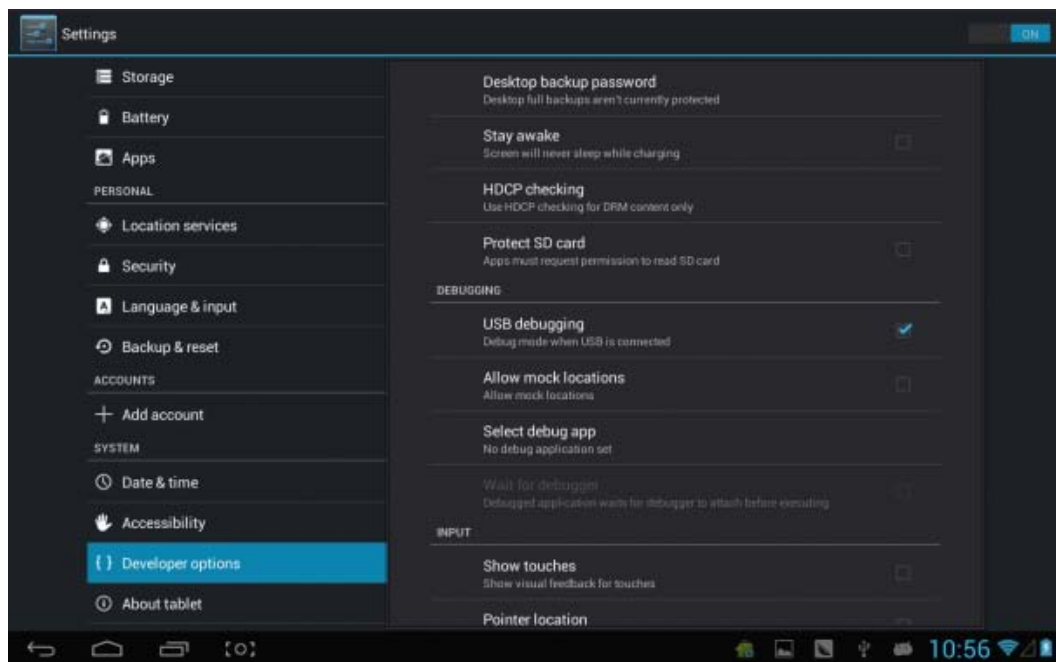 Settings
ON
Storage
Battery
Apps
PERSONAL
Location services
Security
Language & input
Backup & reset
ACCOUNTS
Add account
SYSTEM
Date & time
Accessibility
{ } Developer options
About tablet
Desktop backup password
Desktop full backups aren't currently protected
Stay awake
Screen will never sleep while charging
HDCP checking
Use HDCP checking for DRM content only
Protect SD card
Apps must request permission to read SD card
DEBUGGING
USB debugging
Debug mode when USB is connected
Allow mock locations
Allow mock locations
Select debug app
No debug application set
Wait for debugger
Debugged application waits for debugger to attach before executing
INPUT
Show touches
Show visual feedback for touches
Pointer location
10:56